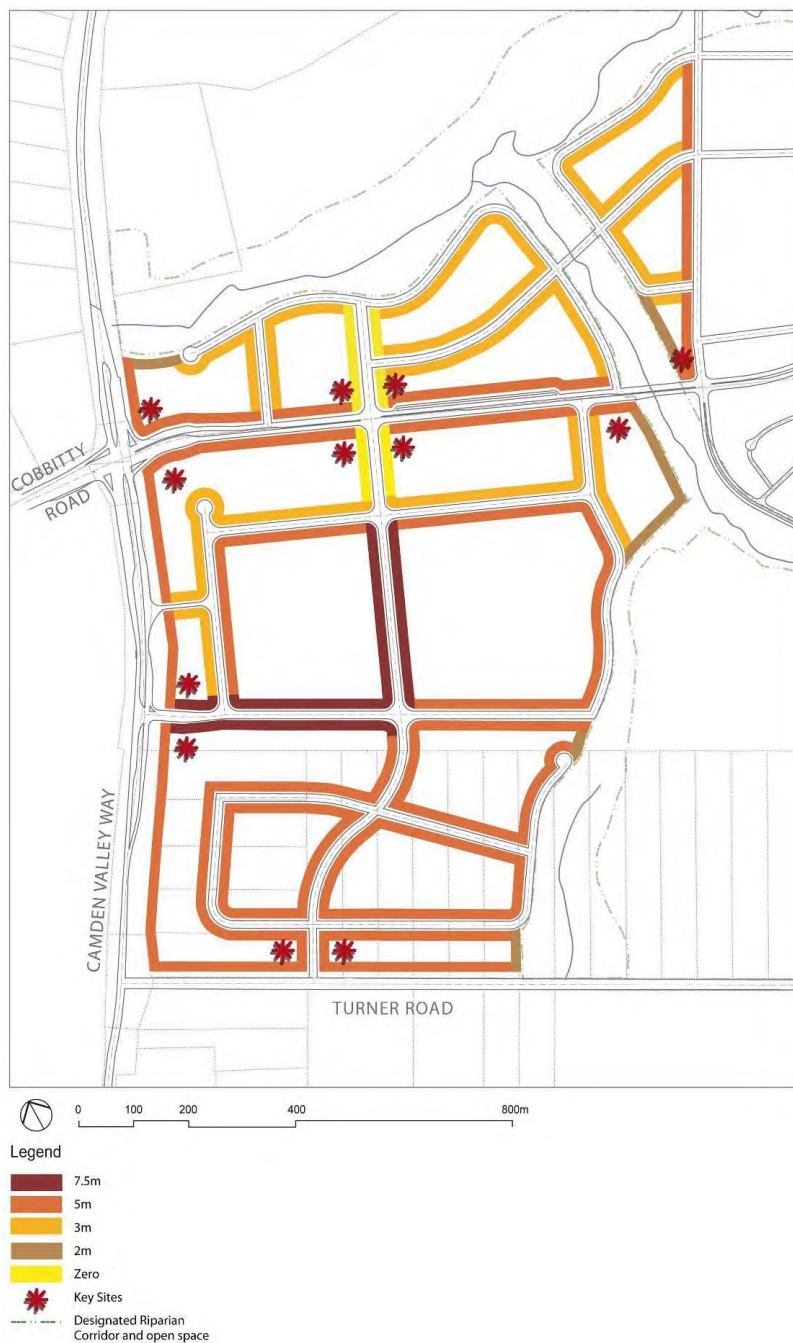 COBBITTY
ROAD
CAMDEN VALLEY WAY
TURNER ROAD
0 100 200 400 800m
Legend
7.5m
5m
3m
2m
Zero
Key Sites
Designated Riparian
Corridor and open space